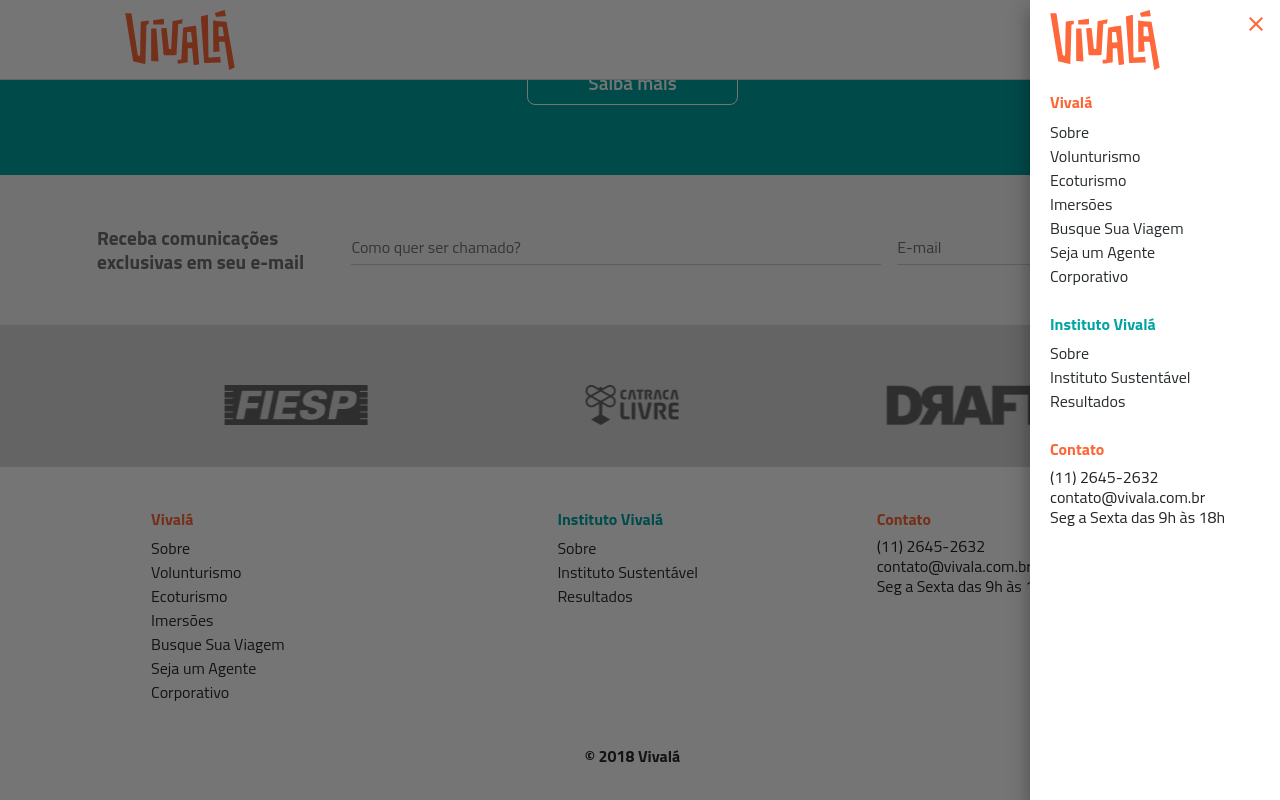 VIVALÁ
Saiba mais
Receba comunicações
exclusivas em seu e-mail
Como quer ser chamado?
E-mail
FIESP
CATRACA
LIVRE
DRAFT
Vivalá
Sobre
Volunturismo
Ecoturismo
Imersões
Busque Sua Viagem
Seja um Agente
Corporativo
Instituto Vivalá
Sobre
Instituto Sustentável
Resultados
Contato
(11) 2645-2632
contato@vivala.com.br
Seg a Sexta das 9h às 1
© 2018 Vivalá
VIVALÁ
Vivalá
Sobre
Volunturismo
Ecoturismo
Imersões
Busque Sua Viagem
Seja um Agente
Corporativo
Instituto Vivalá
Sobre
Instituto Sustentável
Resultados
Contato
(11) 2645-2632
contato@vivala.com.br
Seg a Sexta das 9h às 18h